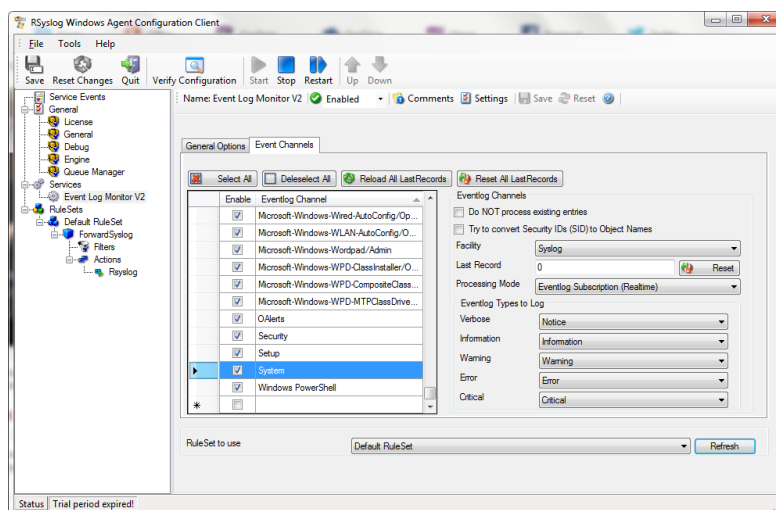 RSyslog Windows Agent Configuration Client
File Tools Help
Save Reset Changes Quit Verify Configuration Start Stop Restart Up Down
Service Events
General
License
General
Debug
Engine
Queue Manager
Services
Event Log Monitor V2
RuleSets
Default RuleSet
ForwardSyslog
Filters
Actions
Rsyslog
Name: Event Log Monitor V2 Enabled Comments Settings Save Reset
General Options Event Channels
Select All Deleselect All Reload All LastRecords Reset All LastRecords
Enable Eventlog Channel
Microsoft-Windows-Wired-AutoConfig/Op...
Microsoft-Windows-WLAN-AutoConfig/O...
Microsoft-Windows-Wordpad/Admin
Microsoft-Windows-WPD-ClassInstaller/O...
Microsoft-Windows-WPD-CompositeClass...
Microsoft-Windows-WPD-MTPClassDrive...
OAlerts
Security
Setup
System
Windows PowerShell
Eventlog Channels
Do NOT process existing entries
Try to convert Security IDs (SID) to Object Names
Facility Syslog
Last Record 0 Reset
Processing Mode Eventlog Subscription (Realtime)
Eventlog Types to Log
Verbose Notice
Information Information
Warning Warning
Error Error
Critical Critical
RuleSet to use Default RuleSet Refresh
Status Trial period expired!